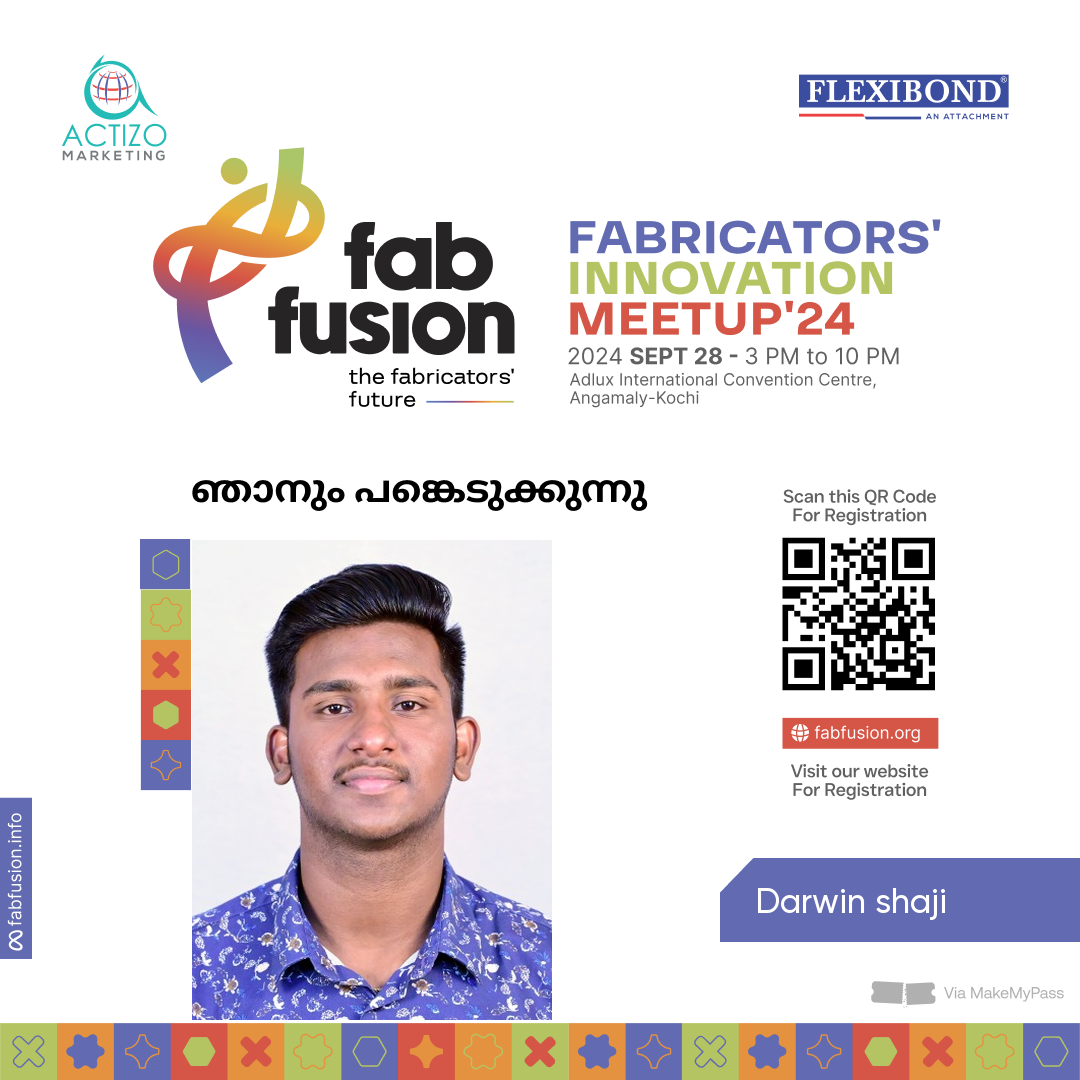 ACTIZO
MARKETING
FLEXIBOND®
AN ATTACHMENT
fab
fusion
the fabricators'
future
FABRICATORS'
INNOVATION
MEETUP'24
2024 SEPT 28 - 3 PM to 10 PM
Adlux International Convention Centre,
Angamaly-Kochi
ഞാനും പങ്കെടുക്കുന്നു
Scan this QR Code
For Registration
fabfusion.org
Visit our website
For Registration
fabfusion.info
Darwin shaji
Via MakeMyPass